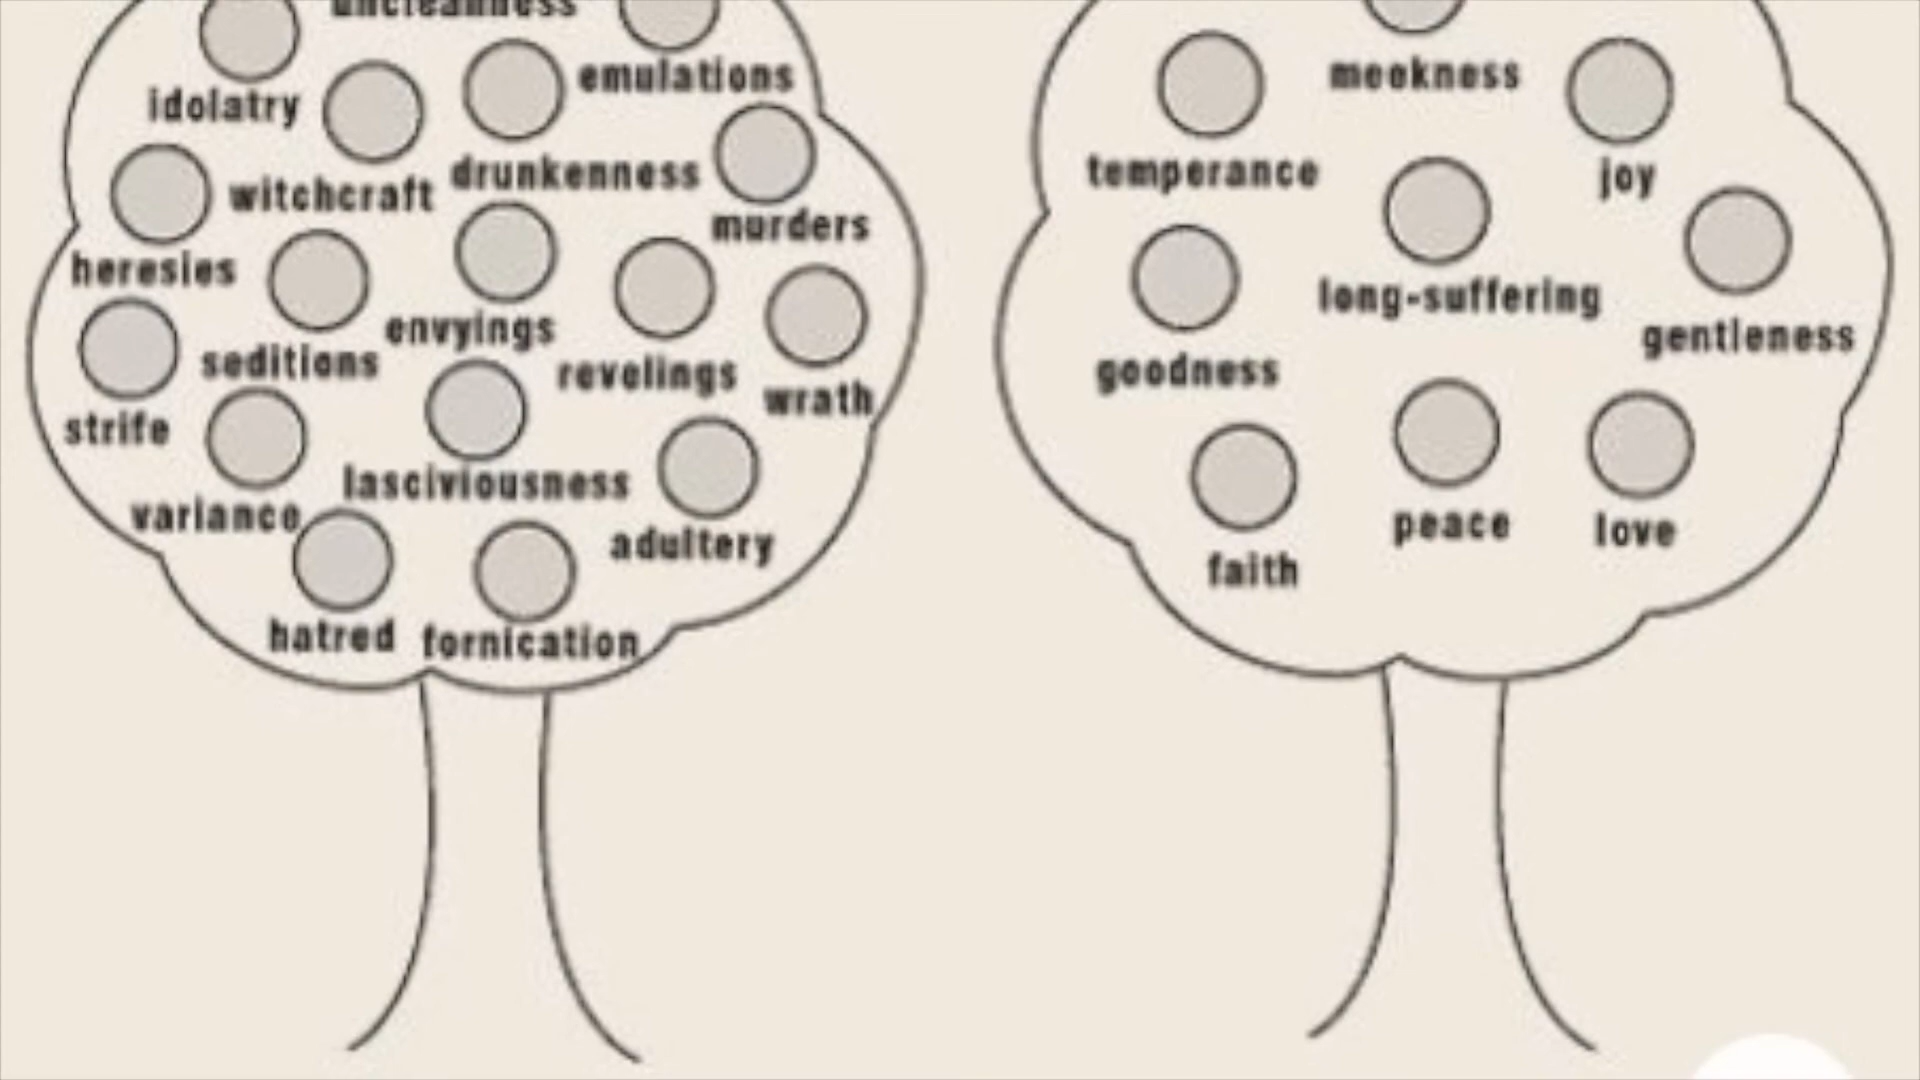 uncleanness
emulations
idolatry
drunkenness
witchcraft
murders
heresies
envyings
seditions
revelings
wrath
strife
lasciviousness
variance
adultery
hatred
fornication
meekness
temperance
joy
long-suffering
gentleness
goodness
peace
love
faith